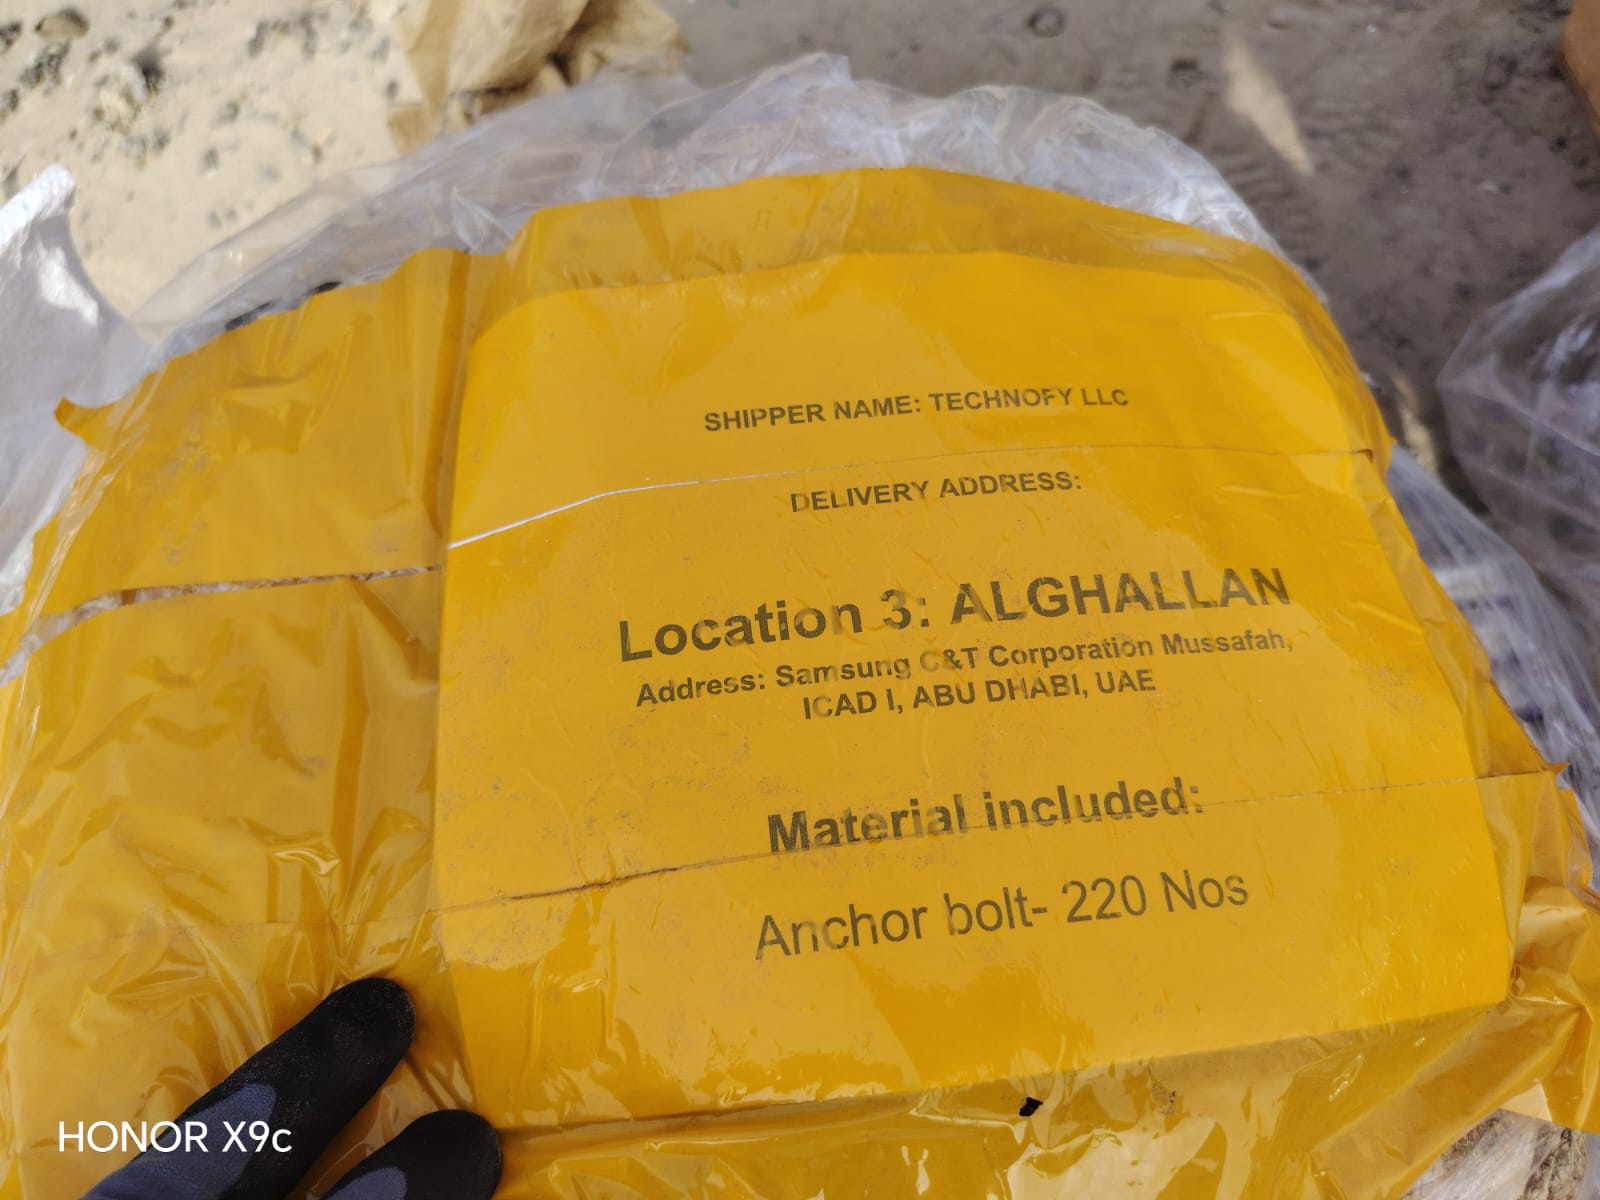 SHIPPER NAME: TECHNOFY LLC
DELIVERY ADDRESS:
Location 3: ALGHALLAN
Address: Samsung C&T Corporation Mussafah,
ICAD I, ABU DHABI, UAE
Material included:
Anchor bolt- 220 Nos
HONOR X9c